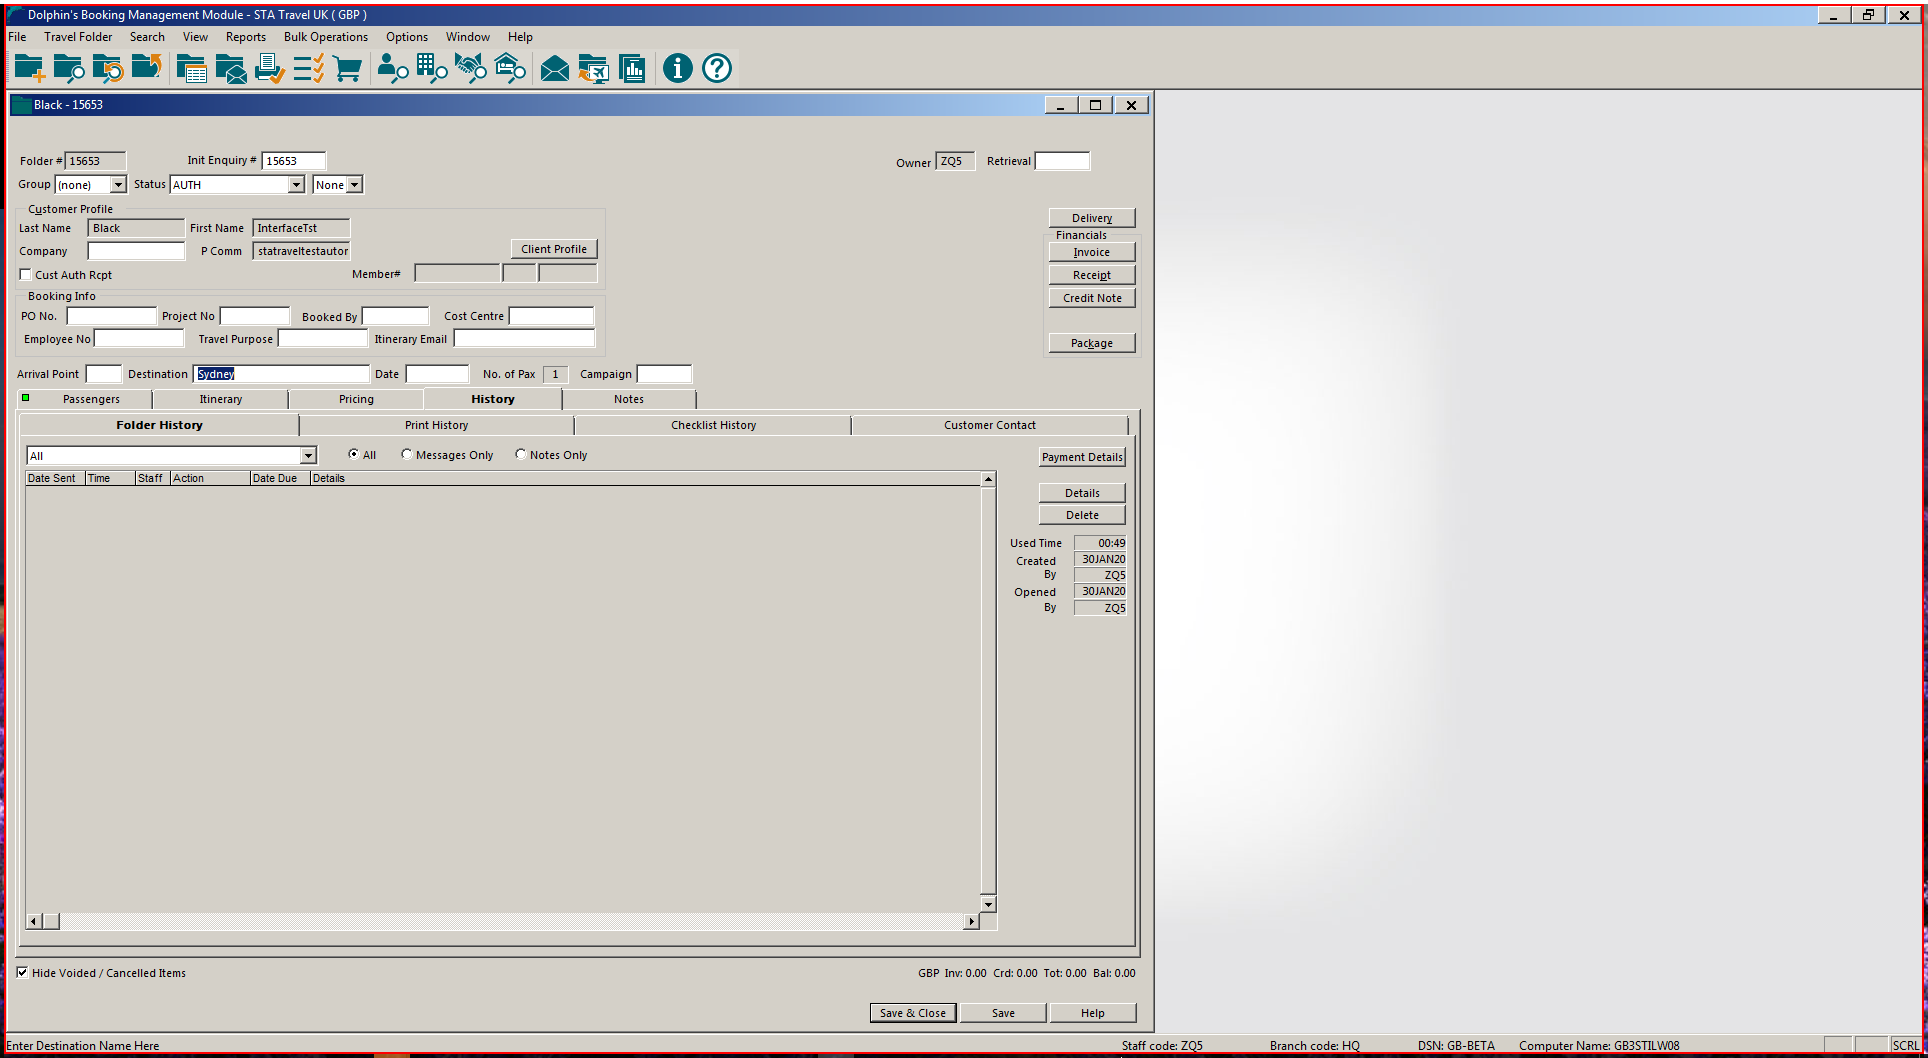 Dolphin's Booking Management Module - STA Travel UK ( GBP )
File Travel Folder Search View Reports Bulk Operations Options Window Help
Black - 15653
Folder # 15653 Init Enquiry # 15653 Owner ZQ5 Retrieval
Group (none) Status AUTH None
Customer Profile
Last Name Black First Name InterfaceTst
Company P Comm statraveltestautor Client Profile
Cust Auth Rcpt Member#
Delivery
Financials
Invoice
Receipt
Credit Note
Package
Booking Info
PO No. Project No Booked By Cost Centre
Employee No Travel Purpose Itinerary Email
Arrival Point Destination Sydney Date No. of Pax 1 Campaign
Passengers Itinerary Pricing History Notes
Folder History Print History Checklist History Customer Contact
All All Messages Only Notes Only Payment Details
Date Sent Time Staff Action Date Due Details
Details
Delete
Used Time 00:49
Created 30JAN20
By ZQ5
Opened 30JAN20
By ZQ5
Hide Voided / Cancelled Items GBP Inv: 0.00 Crd: 0.00 Tot: 0.00 Bal: 0.00
Save & Close Save Help
Enter Destination Name Here Staff code: ZQ5 Branch code: HQ DSN: GB-BETA Computer Name: GB3STILW08 SCRL